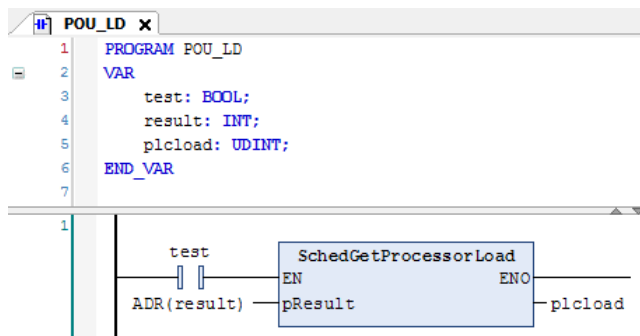 POU_LD X
1 PROGRAM POU_LD
2 VAR
3 test: BOOL;
4 result: INT;
5 plcload: UDINT;
6 END_VAR
7
1
test
SchedGetProcessorLoad
EN ENO
ADR(result) pResult plcload